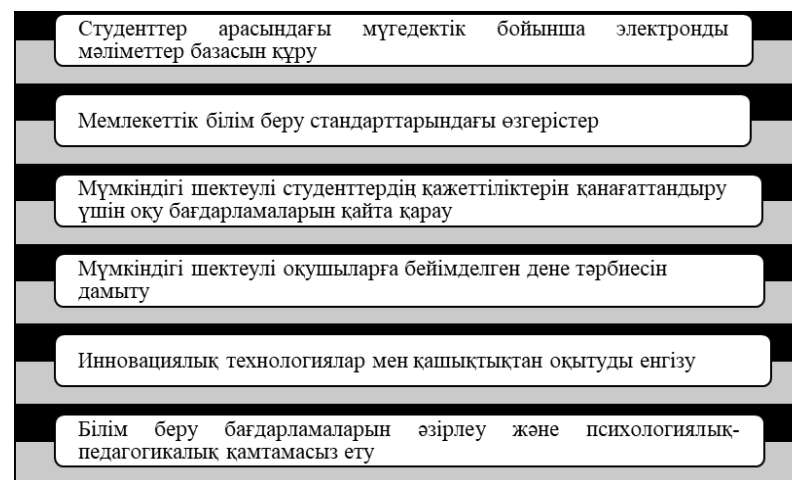 Студенттер арасындағы мүгедектік бойынша электронды
мәліметтер базасын құру
Мемлекеттік білім беру стандарттарындағы өзгерістер
Мүмкіндігі шектеулі студенттердің қажеттіліктерін қанағаттандыру
үшін оқу бағдарламаларын қайта қарау
Мүмкіндігі шектеулі оқушыларға бейімделген дене тәрбиесін
дамыту
Инновациялық технологиялар мен қашықтықтан оқытуды енгізу
Білім беру бағдарламаларын әзірлеу және психологиялық-
педагогикалық қамтамасыз ету